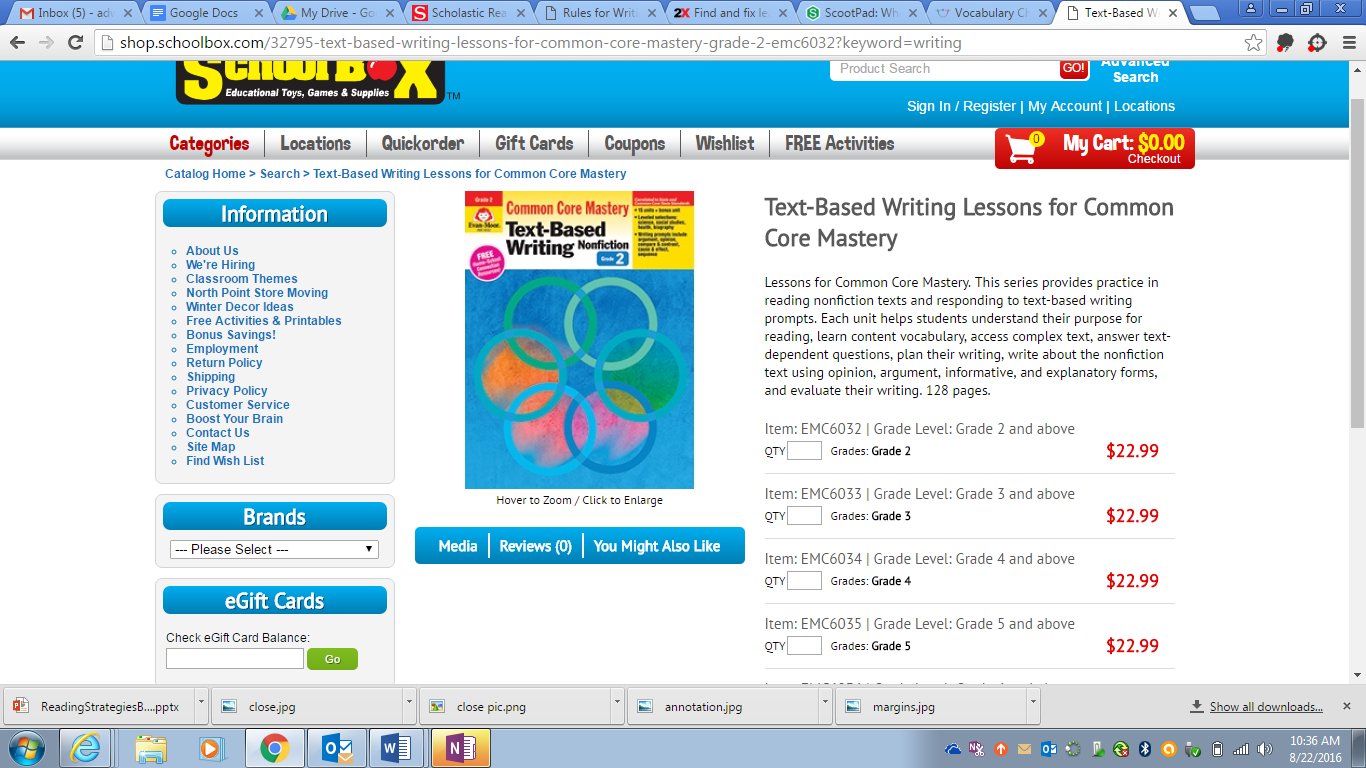 Inbox (5) - adv
Google Docs
My Drive - Go
Scholastic Rea
Rules for Writi
Find and fix le
ScootPad: Wh
Vocabulary Ch
Text-Based W
shop.schoolbox.com/32795-text-based-writing-lessons-for-common-core-mastery-grade-2-emc6032?keyword=writing
SCHOOL BOX
Educational Toys, Games & Supplies TM
Product Search
GO!
Advanced
Search
Sign In / Register | My Account | Locations
Categories
Locations
Quickorder
Gift Cards
Coupons
Wishlist
FREE Activities
0
My Cart: $0.00
Checkout
Catalog Home > Search > Text-Based Writing Lessons for Common Core Mastery
Information
About Us
We're Hiring
Classroom Themes
North Point Store Moving
Winter Decor Ideas
Free Activities & Printables
Bonus Savings!
Employment
Return Policy
Shipping
Privacy Policy
Customer Service
Boost Your Brain
Contact Us
Site Map
Find Wish List
Brands
--- Please Select ---
eGift Cards
Check eGift Card Balance:
Go
Grade 2
Evan-Moor
Common Core Mastery
Text-Based
Writing Nonfiction
Grade 2
FREE
Hover to Zoom / Click to Enlarge
Media
Reviews (0)
You Might Also Like
Text-Based Writing Lessons for Common
Core Mastery
Lessons for Common Core Mastery. This series provides practice in
reading nonfiction texts and responding to text-based writing
prompts. Each unit helps students understand their purpose for
reading, learn content vocabulary, access complex text, answer text-
dependent questions, plan their writing, write about the nonfiction
text using opinion, argument, informative, and explanatory forms,
and evaluate their writing. 128 pages.
Item: EMC6032 | Grade Level: Grade 2 and above
QTY Grades: Grade 2 $22.99
Item: EMC6033 | Grade Level: Grade 3 and above
QTY Grades: Grade 3 $22.99
Item: EMC6034 | Grade Level: Grade 4 and above
QTY Grades: Grade 4 $22.99
Item: EMC6035 | Grade Level: Grade 5 and above
QTY Grades: Grade 5 $22.99
ReadingStrategiesB....pptx
close.jpg
close pic.png
annotation.jpg
margins.jpg
Show all downloads...
10:36 AM
8/22/2016